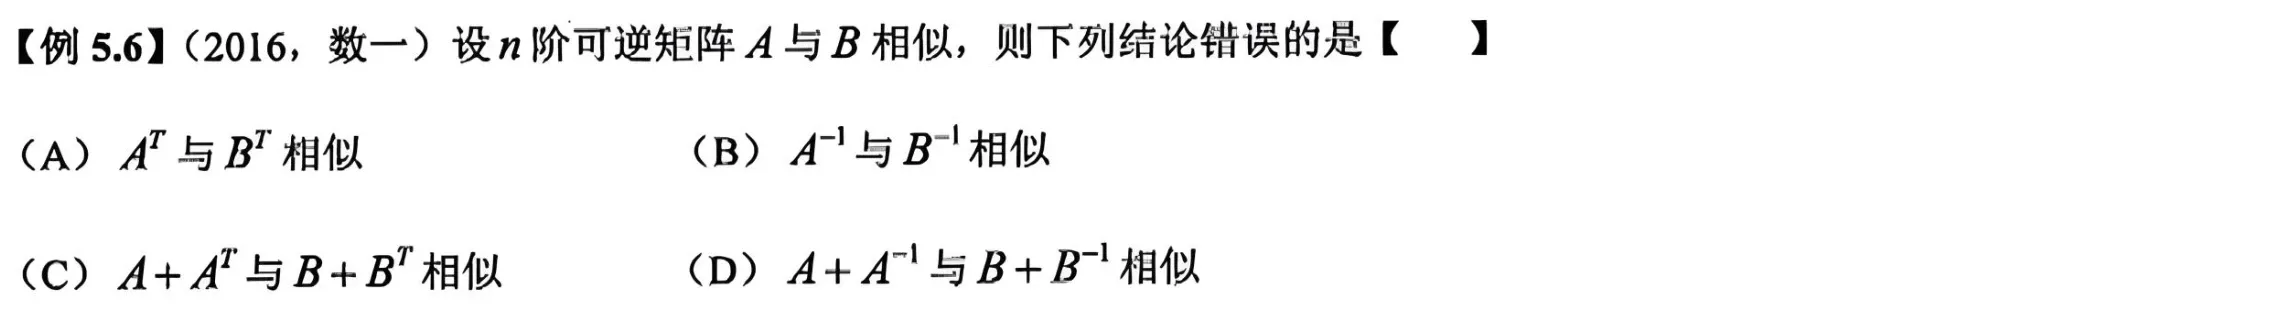 【例 5.6】（2016，数一）设 n 阶可逆矩阵 A 与 B 相似，则下列结论错误的是【　　】
（A） A^T 与 B^T 相似　　（B） A^{-1} 与 B^{-1} 相似
（C） A + A^T 与 B + B^T 相似　　（D） A + A^{-1} 与 B + B^{-1} 相似